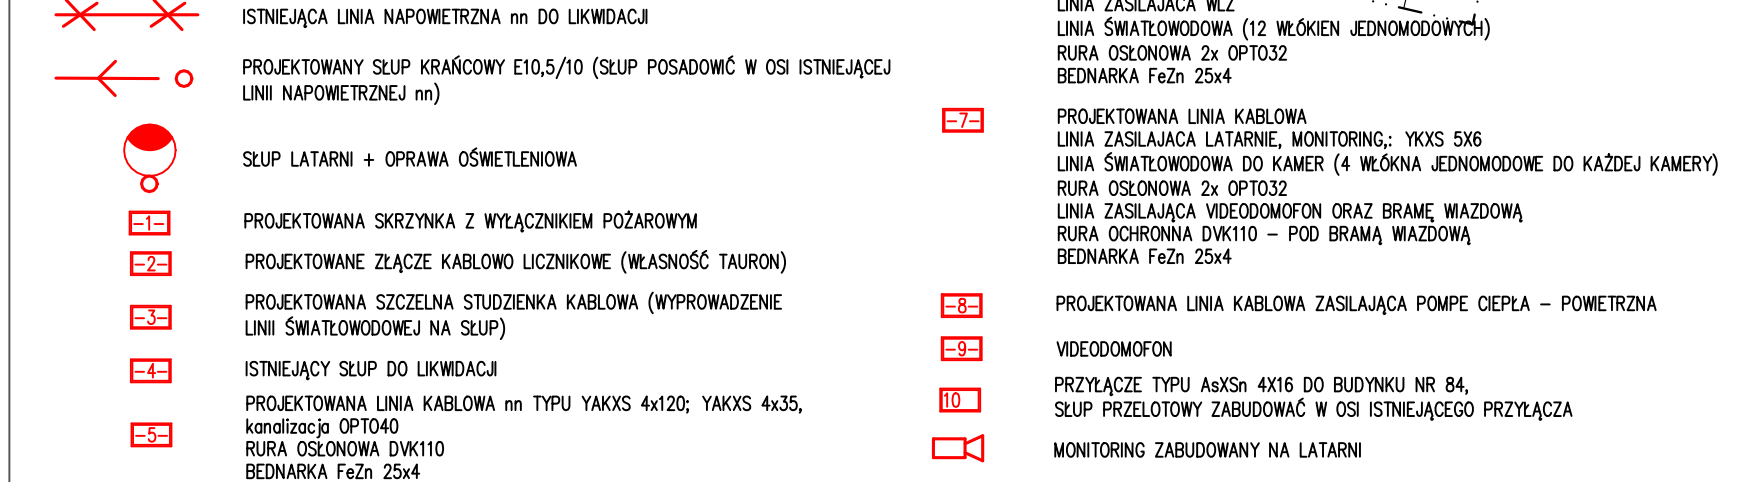 ISTNIEJĄCA LINIA NAPOWIETRZNA nn DO LIKWIDACJI
PROJEKTOWANY SŁUP KRAŃCOWY E10,5/10 (SŁUP POSADOWIĆ W OSI ISTNIEJĄCEJ
LINII NAPOWIETRZNEJ nn)
SŁUP LATARNI + OPRAWA OŚWIETLENIOWA
-1- PROJEKTOWANA SKRZYNKA Z WYŁĄCZNIKIEM POŻAROWYM
-2- PROJEKTOWANE ZŁĄCZE KABLOWO LICZNIKOWE (WŁASNOŚĆ TAURON)
-3- PROJEKTOWANA SZCZELNA STUDZIENKA KABLOWA (WYPROWADZENIE
LINII ŚWIATŁOWODOWEJ NA SŁUP)
-4- ISTNIEJĄCY SŁUP DO LIKWIDACJI
-5- PROJEKTOWANA LINIA KABLOWA nn TYPU YAKXS 4x120; YAKXS 4x35,
kanalizacja OPTO40
RURA OSŁONOWA DVK110
BEDNARKA FeZn 25x4
LINIA ZASILAJACA WLZ
LINIA ŚWIATŁOWODOWA (12 WŁÓKIEN JEDNOMODOWYCH)
RURA OSŁONOWA 2x OPTO32
BEDNARKA FeZn 25x4
-7- PROJEKTOWANA LINIA KABLOWA
LINIA ZASILAJACA LATARNIE, MONITORING,: YKXS 5X6
LINIA ŚWIATŁOWODOWA DO KAMER (4 WŁÓKNA JEDNOMODOWE DO KAŻDEJ KAMERY)
RURA OSŁONOWA 2x OPTO32
LINIA ZASILAJĄCA VIDEODOMOFON ORAZ BRAMĘ WIAZDOWĄ
RURA OCHRONNA DVK110 – POD BRAMĄ WIAZDOWĄ
BEDNARKA FeZn 25x4
-8- PROJEKTOWANA LINIA KABLOWA ZASILAJĄCA POMPE CIEPŁA – POWIETRZNA
-9- VIDEODOMOFON
10 PRZYŁĄCZE TYPU AsXSn 4X16 DO BUDYNKU NR 84,
SŁUP PRZELOTOWY ZABUDOWAĆ W OSI ISTNIEJĄCEGO PRZYŁĄCZA
MONITORING ZABUDOWANY NA LATARNI